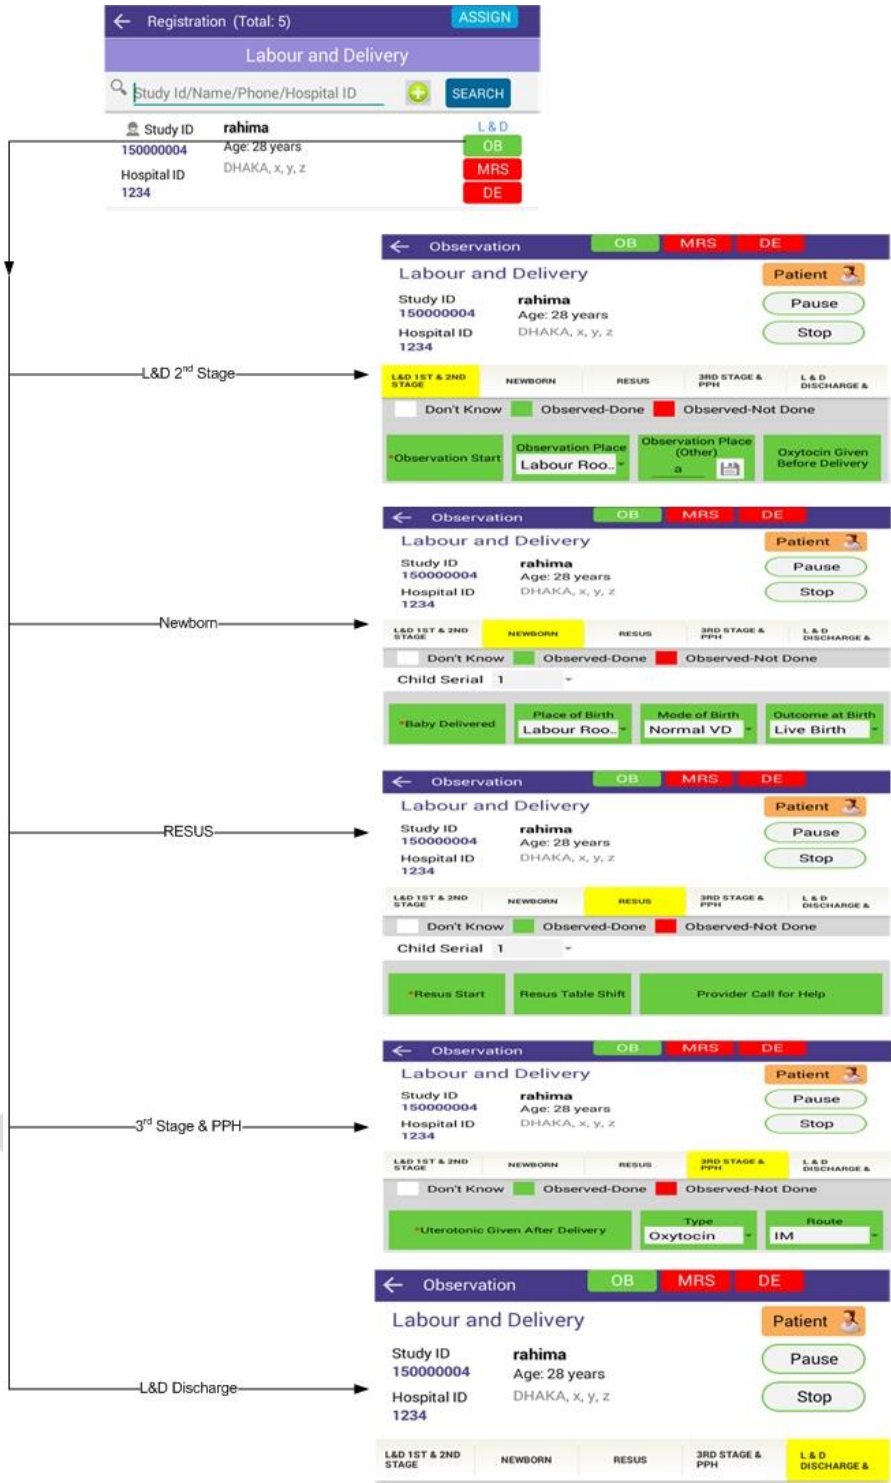 Registration (Total: 5) ASSIGN
Labour and Delivery
Study Id/Name/Phone/Hospital ID SEARCH
Study ID rahima L & D
150000004 Age: 28 years OB
Hospital ID DHAKA, x, y, z MRS
1234 DE
Observation OB MRS DE
Labour and Delivery Patient
Study ID rahima Pause
150000004 Age: 28 years
Hospital ID DHAKA, x, y, z Stop
1234
L&D 2nd Stage
L&D 1ST & 2ND STAGE NEWBORN RESUS 3RD STAGE & PPH L & D DISCHARGE &
Don't Know Observed-Done Observed-Not Done
*Observation Start Observation Place Labour Roo.. Observation Place (Other) a Oxytocin Given Before Delivery
Observation OB MRS DE
Labour and Delivery Patient
Study ID rahima Pause
150000004 Age: 28 years
Hospital ID DHAKA, x, y, z Stop
1234
Newborn
L&D 1ST & 2ND STAGE NEWBORN RESUS 3RD STAGE & PPH L & D DISCHARGE &
Don't Know Observed-Done Observed-Not Done
Child Serial 1
*Baby Delivered Place of Birth Labour Roo.. Mode of Birth Normal VD Outcome at Birth Live Birth
Observation OB MRS DE
Labour and Delivery Patient
Study ID rahima Pause
150000004 Age: 28 years
Hospital ID DHAKA, x, y, z Stop
1234
RESUS
L&D 1ST & 2ND STAGE NEWBORN RESUS 3RD STAGE & PPH L & D DISCHARGE &
Don't Know Observed-Done Observed-Not Done
Child Serial 1
*Resus Start Resus Table Shift Provider Call for Help
Observation OB MRS DE
Labour and Delivery Patient
Study ID rahima Pause
150000004 Age: 28 years
Hospital ID DHAKA, x, y, z Stop
1234
3rd Stage & PPH
L&D 1ST & 2ND STAGE NEWBORN RESUS 3RD STAGE & PPH L & D DISCHARGE &
Don't Know Observed-Done Observed-Not Done
*Uterotonic Given After Delivery Type Oxytocin Route IM
Observation OB MRS DE
Labour and Delivery Patient
Study ID rahima Pause
150000004 Age: 28 years
Hospital ID DHAKA, x, y, z Stop
1234
L&D Discharge
L&D 1ST & 2ND STAGE NEWBORN RESUS 3RD STAGE & PPH L & D DISCHARGE &